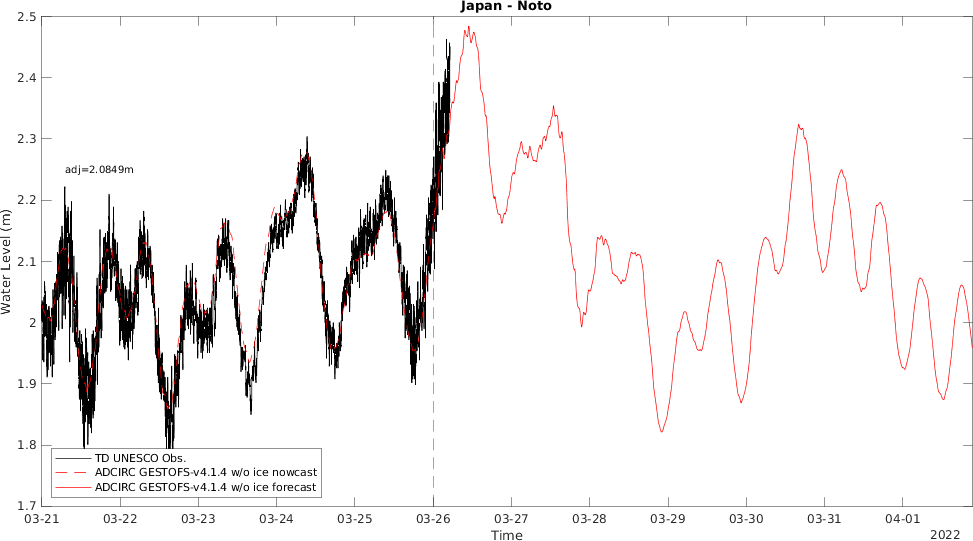 Japan - Noto
2.5
2.4
2.3
2.2
2.1
2
1.9
1.8
1.7
Water Level (m)
adj=2.0849m
TD UNESCO Obs.
ADCIRC GESTOFS-v4.1.4 w/o ice nowcast
ADCIRC GESTOFS-v4.1.4 w/o ice forecast
03-21 03-22 03-23 03-24 03-25 03-26 03-27 03-28 03-29 03-30 03-31 04-01
Time
2022